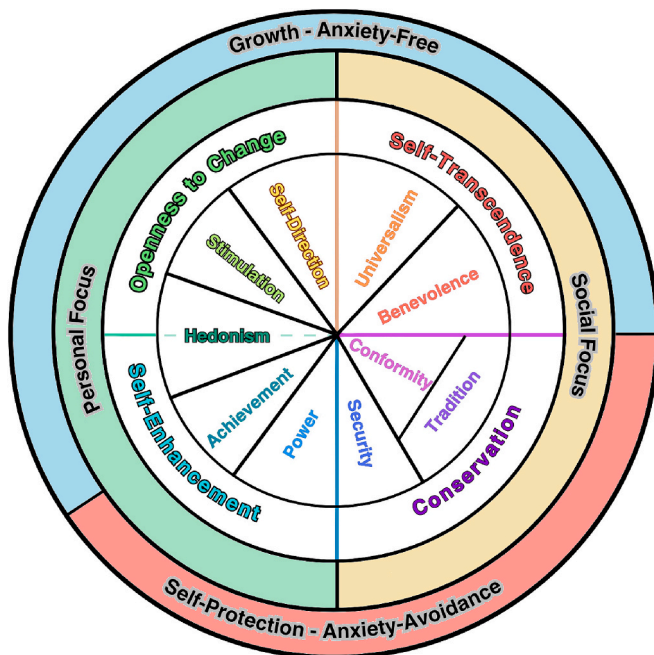 Growth - Anxiety-Free
Personal Focus
Social Focus
Openness to Change
Self-Transcendence
Self-Direction
Universalism
Stimulation
Benevolence
Hedonism
Conformity
Achievement
Tradition
Power
Security
Self-Enhancement
Conservation
Self-Protection - Anxiety-Avoidance